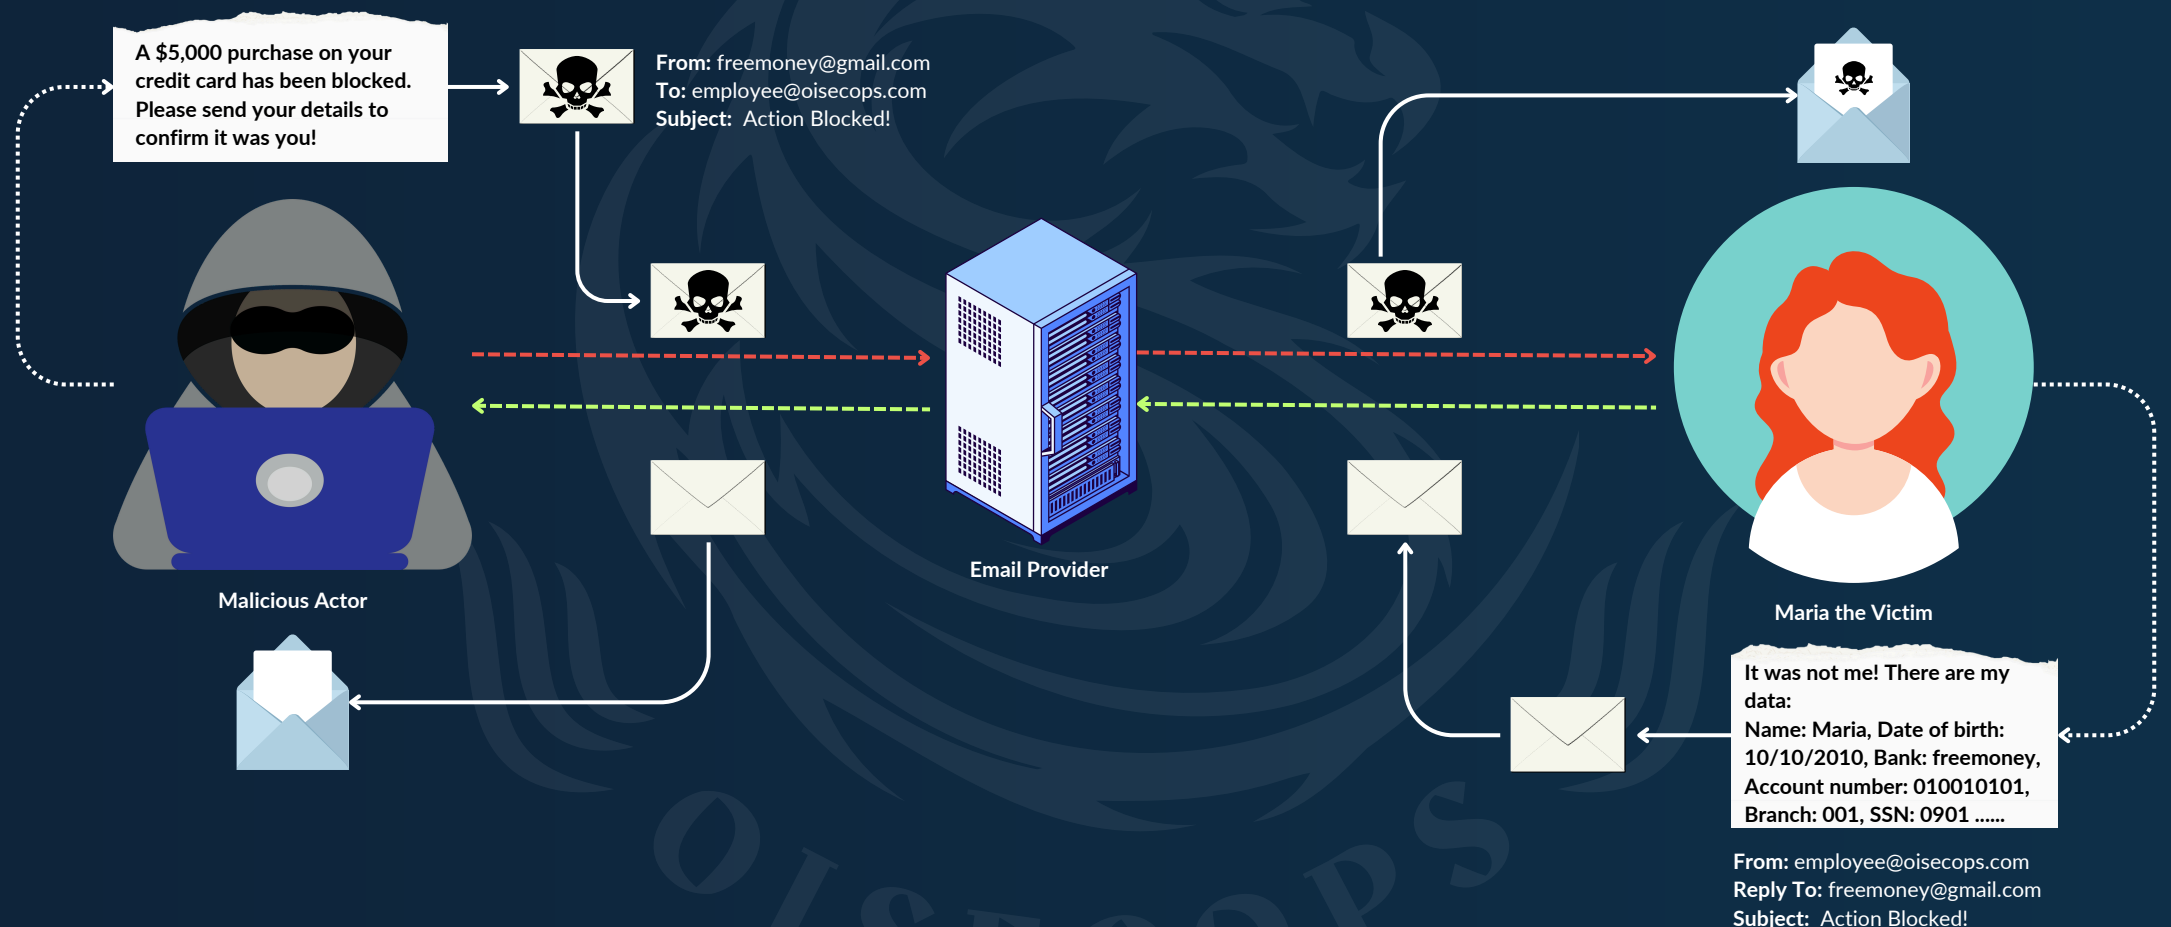 A $5,000 purchase on your
credit card has been blocked.
Please send your details to
confirm it was you!
From: freemoney@gmail.com
To: employee@oisecops.com
Subject: Action Blocked!
Email Provider
Malicious Actor
Maria the Victim
It was not me! There are my
data:
Name: Maria, Date of birth:
10/10/2010, Bank: freemoney,
Account number: 010010101,
Branch: 001, SSN: 0901 ......
From: employee@oisecops.com
Reply To: freemoney@gmail.com
Subject: Action Blocked!
OISECOPS